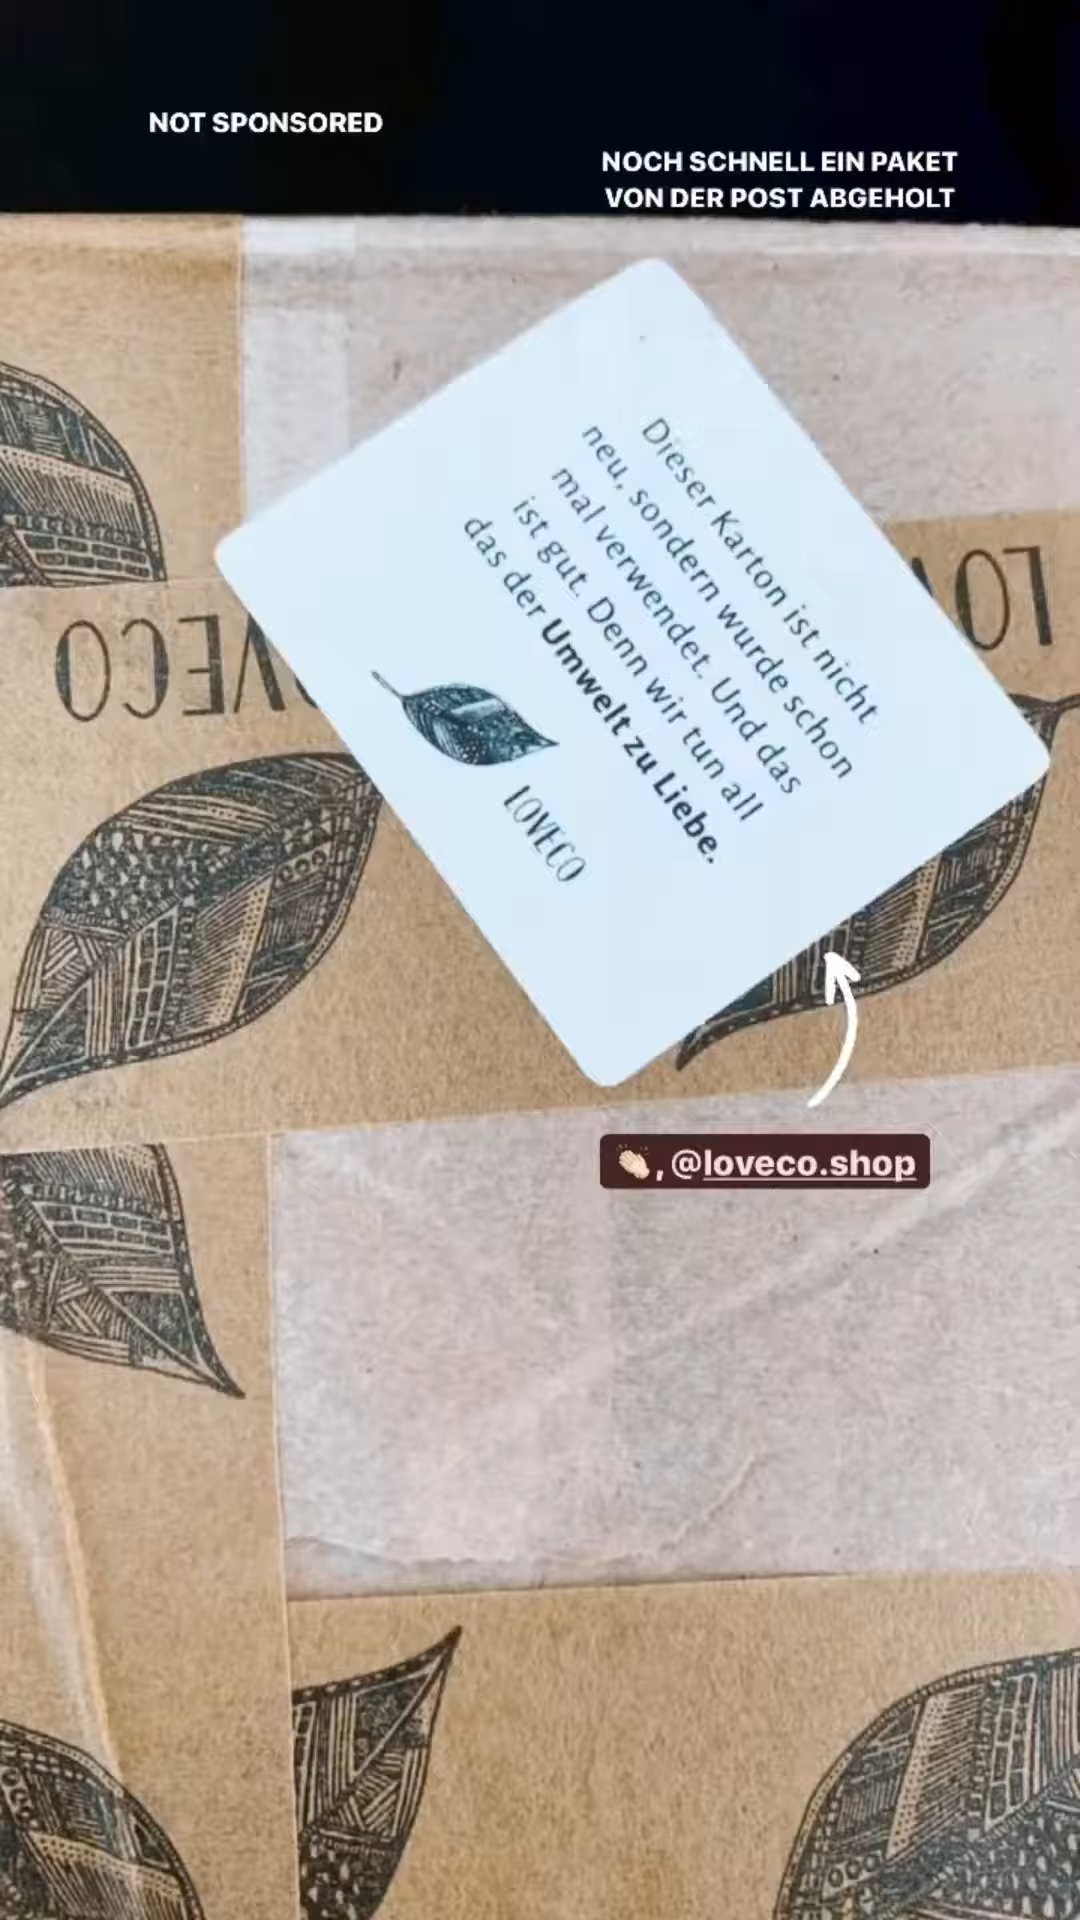 NOT SPONSORED
NOCH SCHNELL EIN PAKET
VON DER POST ABGEHOLT
Dieser Karton ist nicht
neu, sondern wurde schon
mal verwendet. Und das
ist gut. Denn wir tun all
das der Umwelt zu Liebe.
LOVECO
LOVECO
👏🏻, @loveco.shop